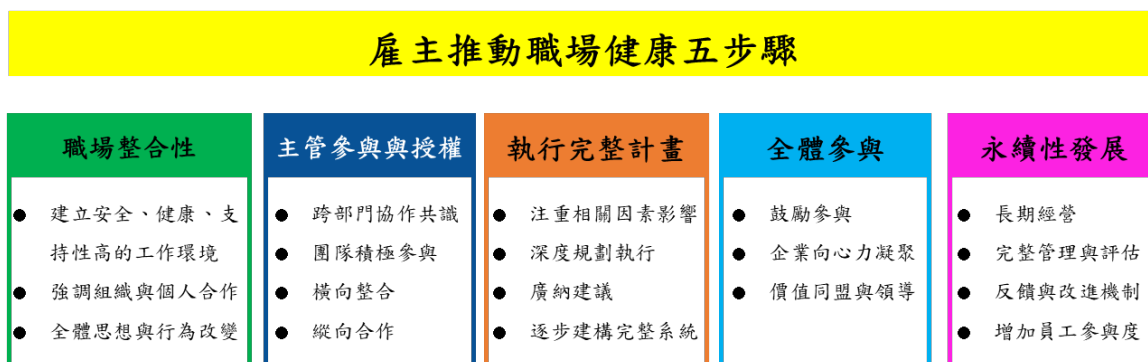 雇主推動職場健康五步驟
職場整合性
● 建立安全、健康、支
持性高的工作環境
● 強調組織與個人合作
● 全體思想與行為改變
主管參與與授權
● 跨部門協作共識
● 團隊積極參與
● 橫向整合
● 縱向合作
執行完整計畫
● 注重相關因素影響
● 深度規劃執行
● 廣納建議
● 逐步建構完整系統
全體參與
● 鼓勵參與
● 企業向心力凝聚
● 價值同盟與領導
永續性發展
● 長期經營
● 完整管理與評估
● 反饋與改進機制
● 增加員工參與度